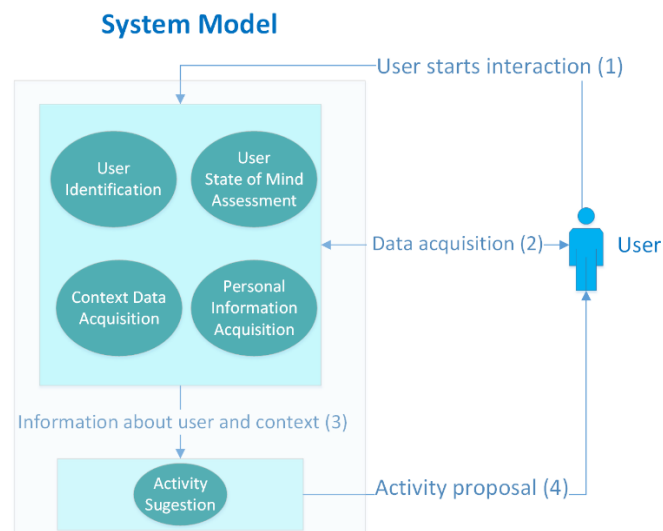 System Model
User starts interaction (1)
User
Identification
User
State of Mind
Assessment
Data acquisition (2)
User
Context Data
Acquisition
Personal
Information
Acquisition
Information about user and context (3)
Activity
Sugestion
Activity proposal (4)